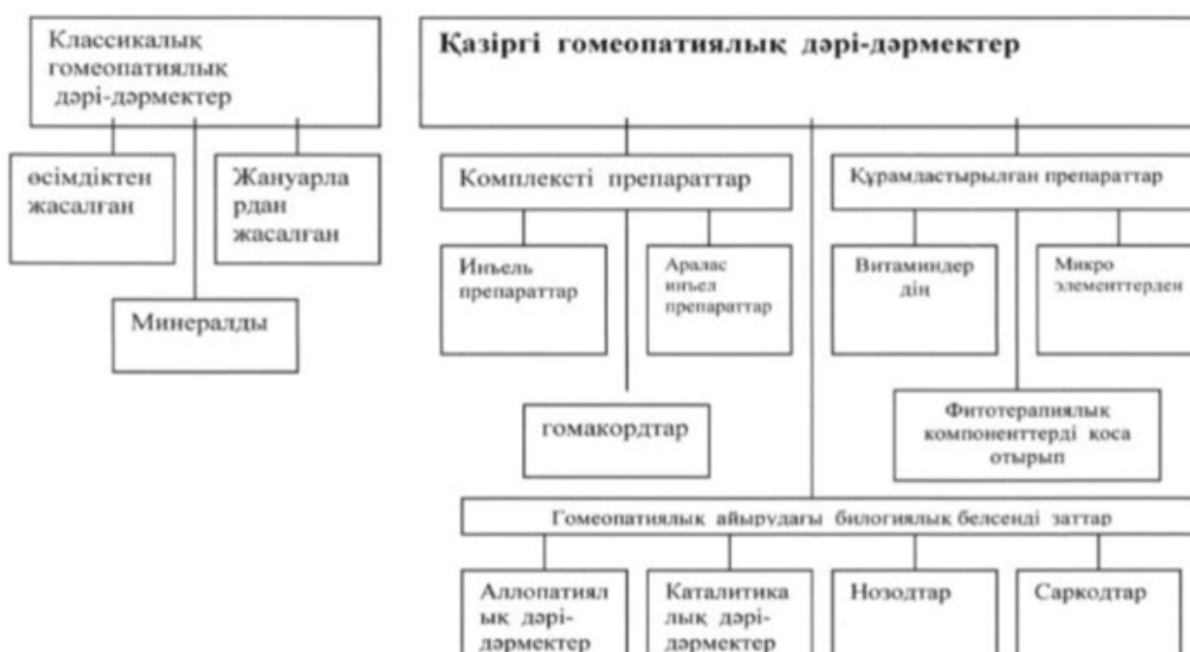 Классикалық
гомеопатиялық
дәрі-дәрмектер
өсімдіктен
жасалған
Жануарла
рдан
жасалған
Минералды
Қазіргі гомеопатиялық дәрі-дәрмектер
Комплексті препараттар
Құрамдастырылған препараттар
Инъель
препараттар
Аралас
инъел
препараттар
Витаминдер
дің
Микро
элементтерден
гомакордтар
Фитотерапиялық
компоненттерді қоса
отырып
Гомеопатиялық айырудағы билогиялық белсенді заттар
Аллопатиял
ық дәрі-
дәрмектер
Каталитика
лық дәрі-
дәрмектер
Нозодтар
Саркодтар